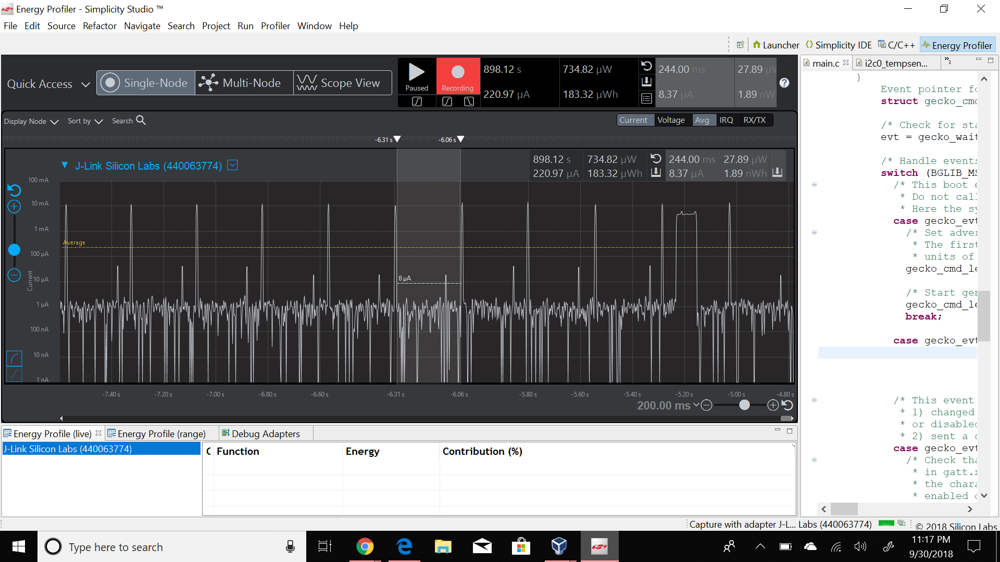 Energy Profiler - Simplicity Studio ™
File Edit Source Refactor Navigate Search Project Run Profiler Window Help
Launcher {} Simplicity IDE C/C++ Energy Profiler
Quick Access Single-Node Multi-Node Scope View
Paused Recording
898.12 s 734.82 µW
220.97 µA 183.32 µWh
244.00 ms 27.89 µW
8.37 µA 1.89 nW
Display Node Sort by Search
Current Voltage Avg IRQ RX/TX
-6.31 s -6.06 s
J-Link Silicon Labs (440063774)
898.12 s 734.82 µW 244.00 ms 27.89 µW
220.97 µA 183.32 µWh 8.37 µA 1.89 nWh
100 mA
10 mA
1 mA
Average
100 µA
Current
10 µA
8 µA
1 µA
100 nA
10 nA
1 nA
-7.40 s -7.20 s -7.00 s -6.80 s -6.60 s -6.31 s -6.06 s -5.80 s -5.60 s -5.40 s -5.20 s -5.00 s -4.80 s
200.00 ms
main.c i2c0_tempsen... »3
}
Event pointer fo
struct gecko_cmd
/* Check for sta
evt = gecko_wait
/* Handle events
switch (BGLIB_MS
/* This boot e
* Do not call
* Here the sy
case gecko_evt
/* Set adver
* The first
* units of
gecko_cmd_le
/* Start gen
gecko_cmd_le
break;
case gecko_evt
/* This event
* 1) changed
* or disabled
* 2) sent a c
case gecko_evt
/* Check tha
* in gatt.x
* the chara
* enabled o
Energy Profile (live) Energy Profile (range) Debug Adapters
J-Link Silicon Labs (440063774)
C Function Energy Contribution (%)
Capture with adapter J-L... Labs (440063774)
© 2018 Silicon Labs
Type here to search
11:17 PM
9/30/2018